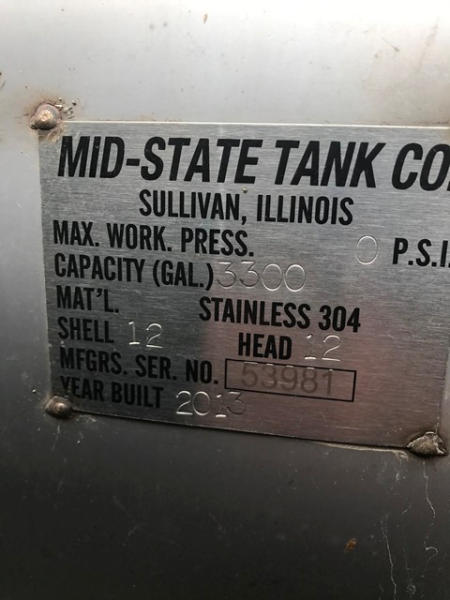 MID-STATE TANK CO.
SULLIVAN, ILLINOIS
MAX. WORK. PRESS. 0 P.S.I.
CAPACITY (GAL.) 3300
MAT'L. STAINLESS 304
SHELL 12 HEAD 12
MFGRS. SER. NO. 53981
YEAR BUILT 2013